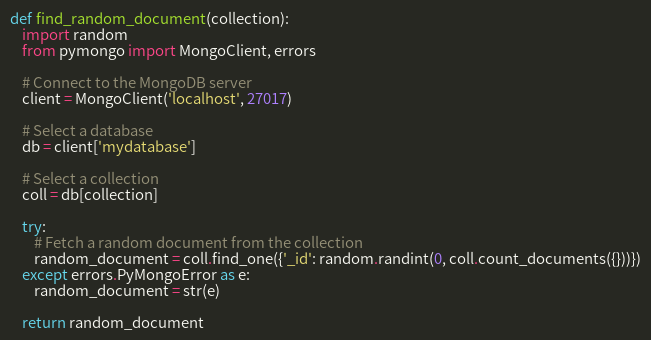 def find_random_document(collection):
    import random
    from pymongo import MongoClient, errors

    # Connect to the MongoDB server
    client = MongoClient('localhost', 27017)

    # Select a database
    db = client['mydatabase']

    # Select a collection
    coll = db[collection]

    try:
        # Fetch a random document from the collection
        random_document = coll.find_one({'_id': random.randint(0, coll.count_documents({}))})
    except errors.PyMongoError as e:
        random_document = str(e)

    return random_document